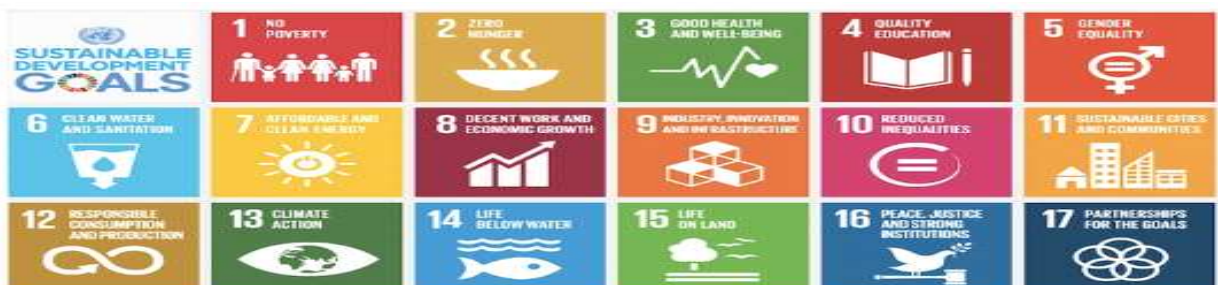 SUSTAINABLE
DEVELOPMENT
GOALS
1 NO
POVERTY
2 ZERO
HUNGER
3 GOOD HEALTH
AND WELL-BEING
4 QUALITY
EDUCATION
5 GENDER
EQUALITY
6 CLEAN WATER
AND SANITATION
7 AFFORDABLE AND
CLEAN ENERGY
8 DECENT WORK AND
ECONOMIC GROWTH
9 INDUSTRY, INNOVATION
AND INFRASTRUCTURE
10 REDUCED
INEQUALITIES
11 SUSTAINABLE CITIES
AND COMMUNITIES
12 RESPONSIBLE
CONSUMPTION
AND PRODUCTION
13 CLIMATE
ACTION
14 LIFE
BELOW WATER
15 LIFE
ON LAND
16 PEACE, JUSTICE
AND STRONG
INSTITUTIONS
17 PARTNERSHIPS
FOR THE GOALS